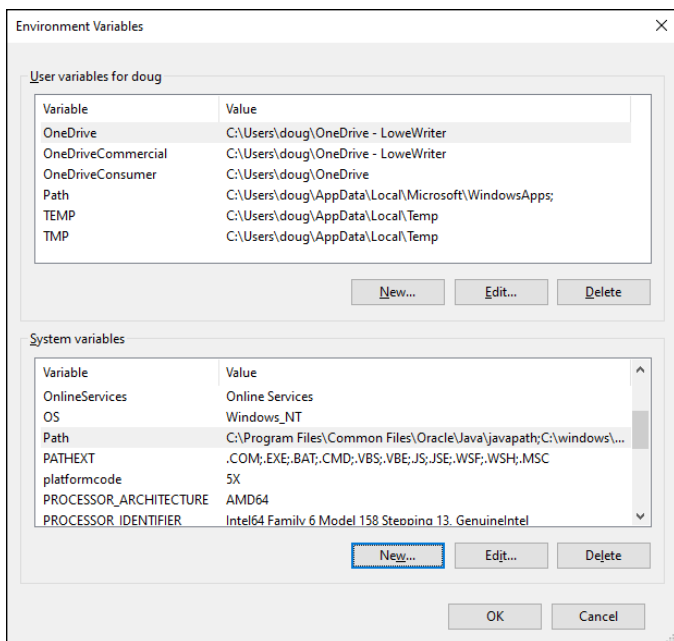 Environment Variables
User variables for doug
Variable Value
OneDrive C:\Users\doug\OneDrive - LoweWriter
OneDriveCommercial C:\Users\doug\OneDrive - LoweWriter
OneDriveConsumer C:\Users\doug\OneDrive
Path C:\Users\doug\AppData\Local\Microsoft\WindowsApps;
TEMP C:\Users\doug\AppData\Local\Temp
TMP C:\Users\doug\AppData\Local\Temp
New... Edit... Delete
System variables
Variable Value
OnlineServices Online Services
OS Windows_NT
Path C:\Program Files\Common Files\Oracle\Java\javapath;C:\windows\...
PATHEXT .COM;.EXE;.BAT;.CMD;.VBS;.VBE;.JS;.JSE;.WSF;.WSH;.MSC
platformcode 5X
PROCESSOR_ARCHITECTURE AMD64
PROCESSOR_IDENTIFIER Intel64 Family 6 Model 158 Stepping 13, GenuineIntel
New... Edit... Delete
OK Cancel